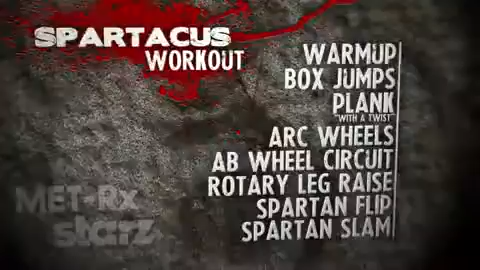 SPARTACUS
WORKOUT
WARMUP
BOX JUMPS
PLANK
"WITH A TWIST"
ARC WHEELS
AB WHEEL CIRCUIT
ROTARY LEG RAISE
SPARTAN FLIP
SPARTAN SLAM
MET-Rx
starz